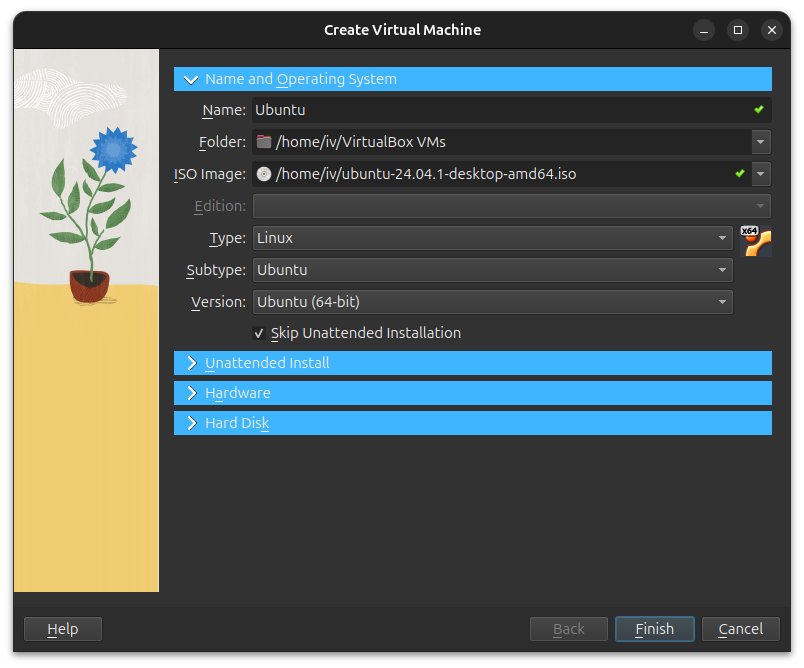 Create Virtual Machine
Name and Operating System
Name: Ubuntu
Folder: /home/iv/VirtualBox VMs
ISO Image: /home/iv/ubuntu-24.04.1-desktop-amd64.iso
Edition:
Type: Linux x64
Subtype: Ubuntu
Version: Ubuntu (64-bit)
Skip Unattended Installation
Unattended Install
Hardware
Hard Disk
Help Back Finish Cancel